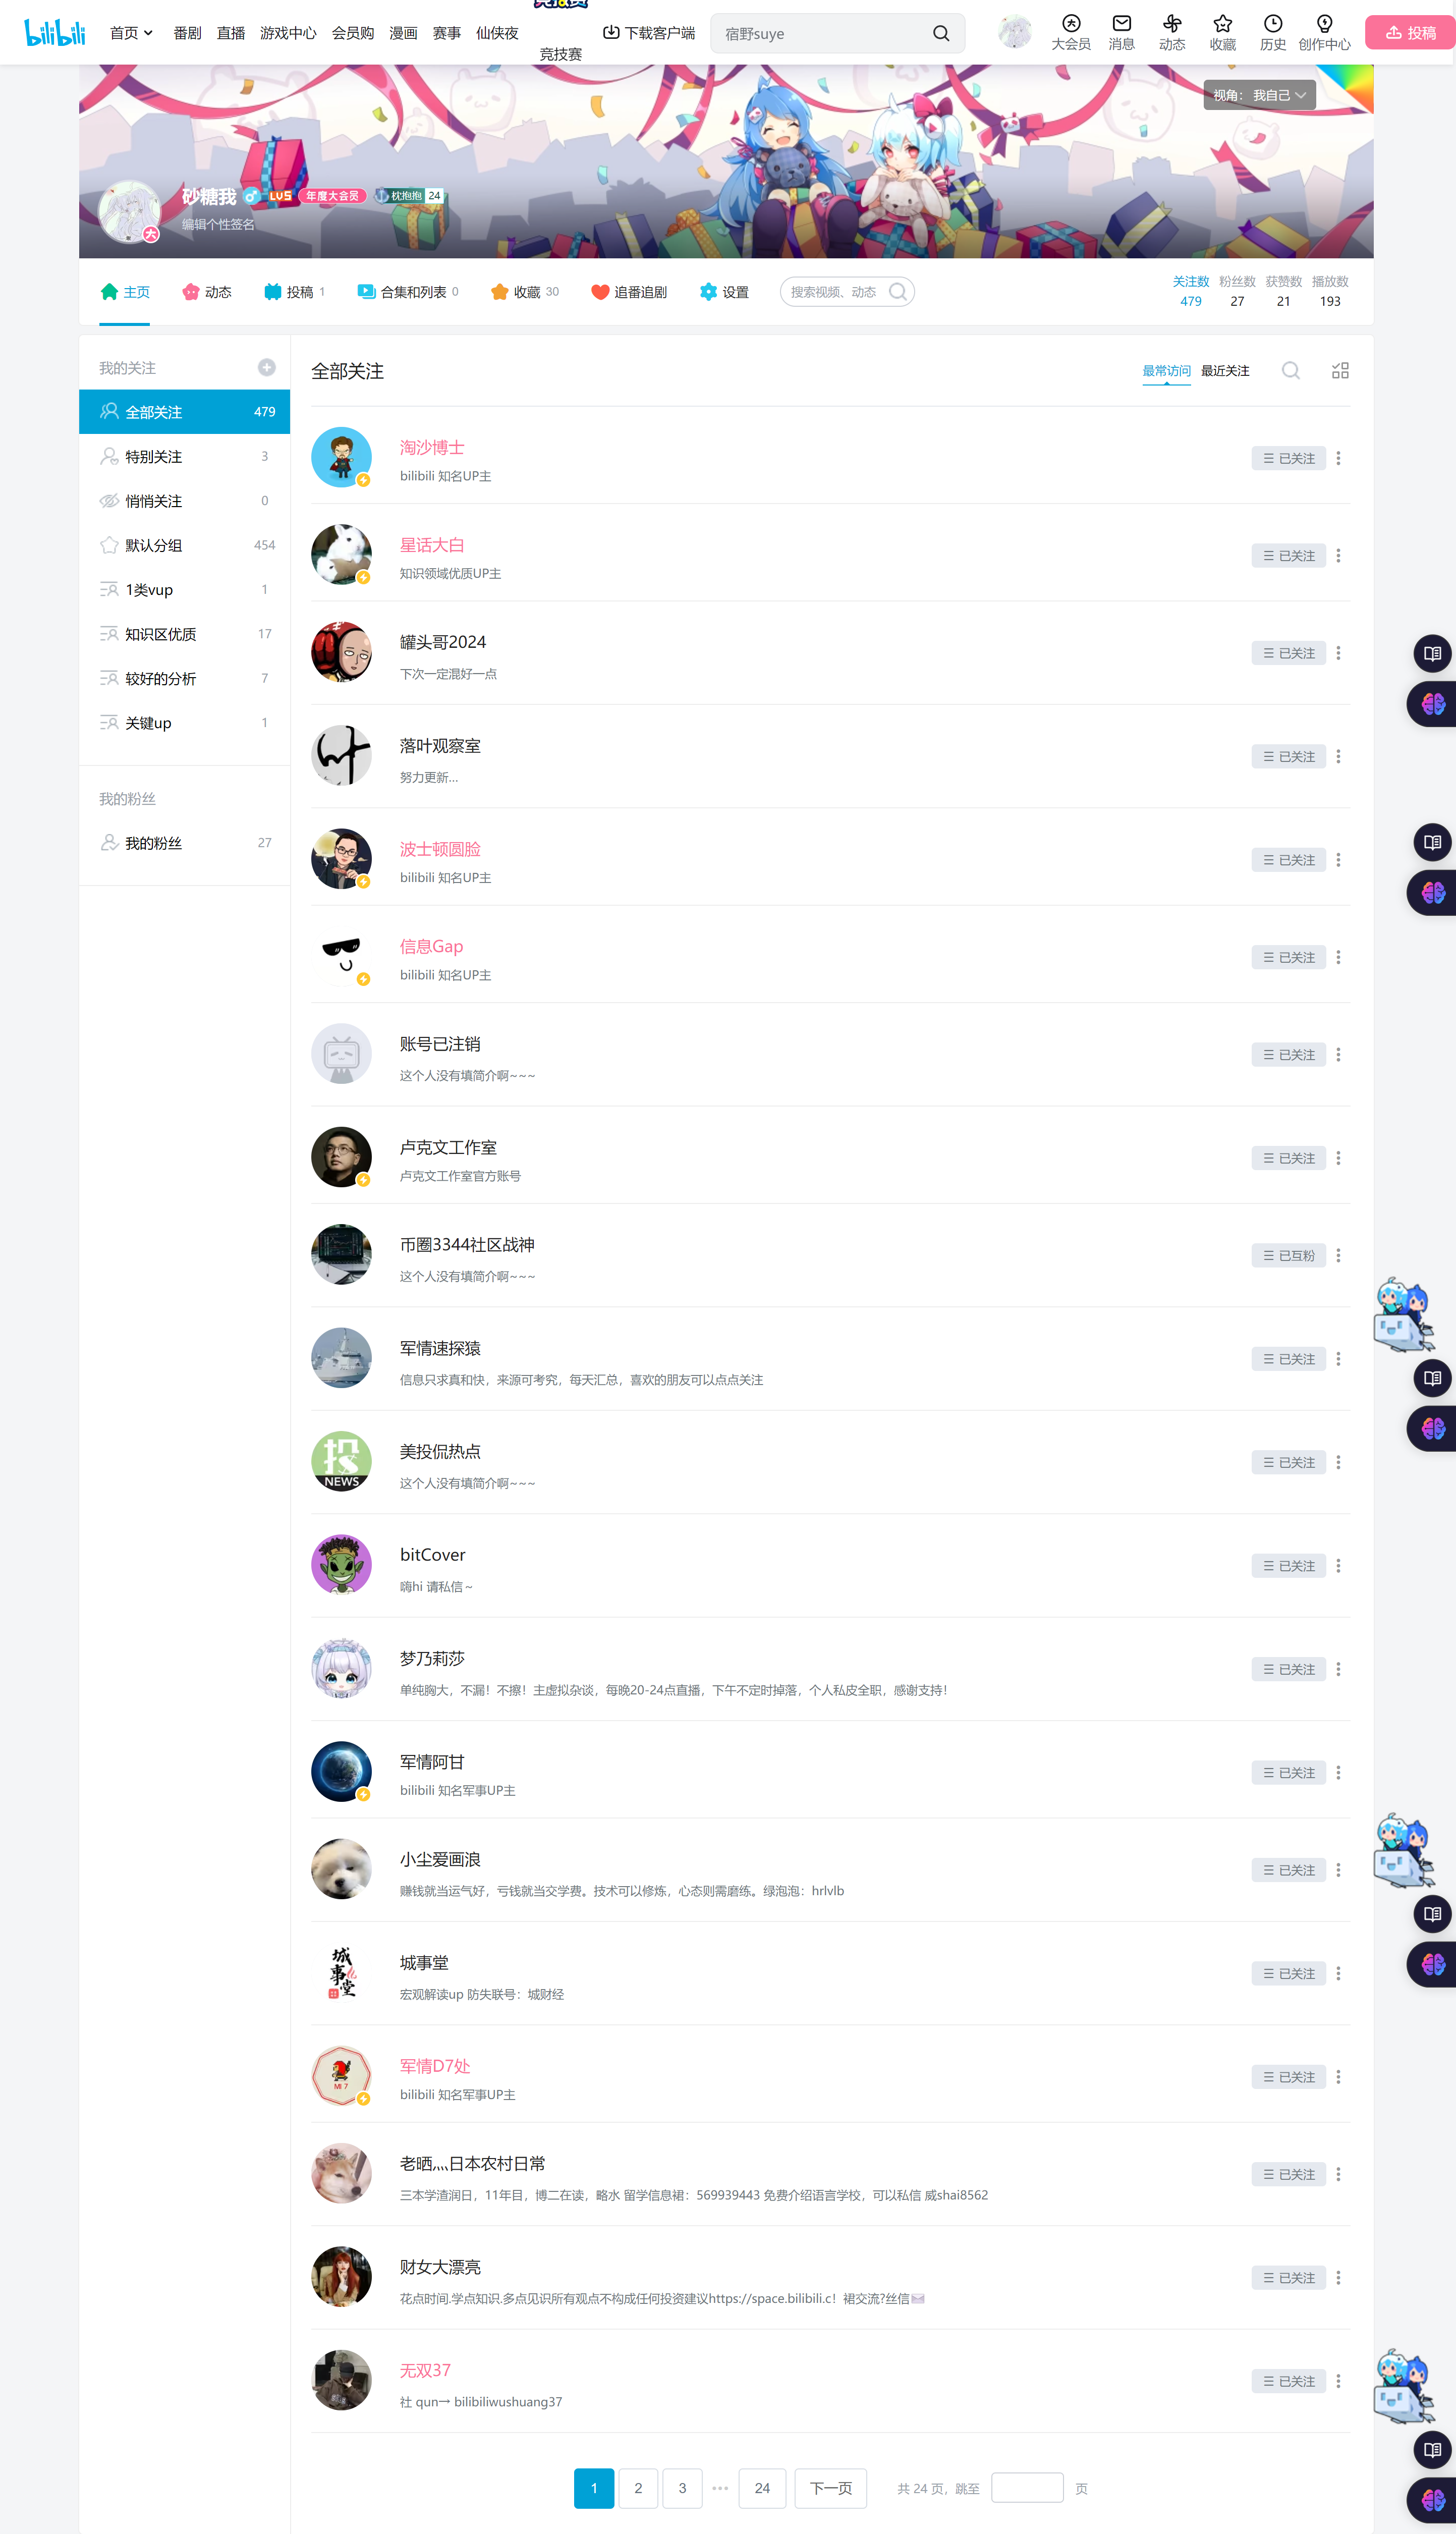 bilibili
首页
番剧
直播
游戏中心
会员购
漫画
赛事
仙侠夜
竞技赛
下载客户端
宿野suye
大会员
消息
动态
收藏
历史
创作中心
投稿
视角： 我自己
砂糖我 LV5 年度大会员 枕抱抱 24
编辑个性签名
主页
动态
投稿 1
合集和列表 0
收藏 30
追番追剧
设置
搜索视频、动态
关注数 粉丝数 获赞数 播放数
479 27 21 193
我的关注
全部关注 479
特别关注 3
悄悄关注 0
默认分组 454
1类vup 1
知识区优质 17
较好的分析 7
关键up 1
我的粉丝
我的粉丝 27
全部关注
最常访问 最近关注
淘沙博士
bilibili 知名UP主
已关注
星话大白
知识领域优质UP主
已关注
罐头哥2024
下次一定混好一点
已关注
落叶观察室
努力更新...
已关注
波士顿圆脸
bilibili 知名UP主
已关注
信息Gap
bilibili 知名UP主
已关注
账号已注销
这个人没有填简介啊~~~
已关注
卢克文工作室
卢克文工作室官方账号
已关注
币圈3344社区战神
这个人没有填简介啊~~~
已互粉
军情速探猿
信息只求真和快，来源可考究，每天汇总，喜欢的朋友可以点点关注
已关注
投
NEWS
美投侃热点
这个人没有填简介啊~~~
已关注
bitCover
嗨hi 请私信～
已关注
梦乃莉莎
单纯胸大，不漏！不擦！主虚拟杂谈，每晚20-24点直播，下午不定时掉落，个人私皮全职，感谢支持！
已关注
军情阿甘
bilibili 知名军事UP主
已关注
小尘爱画浪
赚钱就当运气好，亏钱就当交学费。技术可以修炼，心态则需磨练。绿泡泡：hrlvlb
已关注
城事堂
城事堂
宏观解读up 防失联号：城财经
已关注
MI 7
军情D7处
bilibili 知名军事UP主
已关注
老晒灬日本农村日常
三本学渣润日，11年目，博二在读，略水 留学信息裙：569939443 免费介绍语言学校，可以私信 威shai8562
已关注
财女大漂亮
花点时间.学点知识.多点见识所有观点不构成任何投资建议https://space.bilibili.c！裙交流?丝信
已关注
无双37
社 qun→ bilibiliwushuang37
已关注
1 2 3 ••• 24 下一页 共 24 页，跳至 页